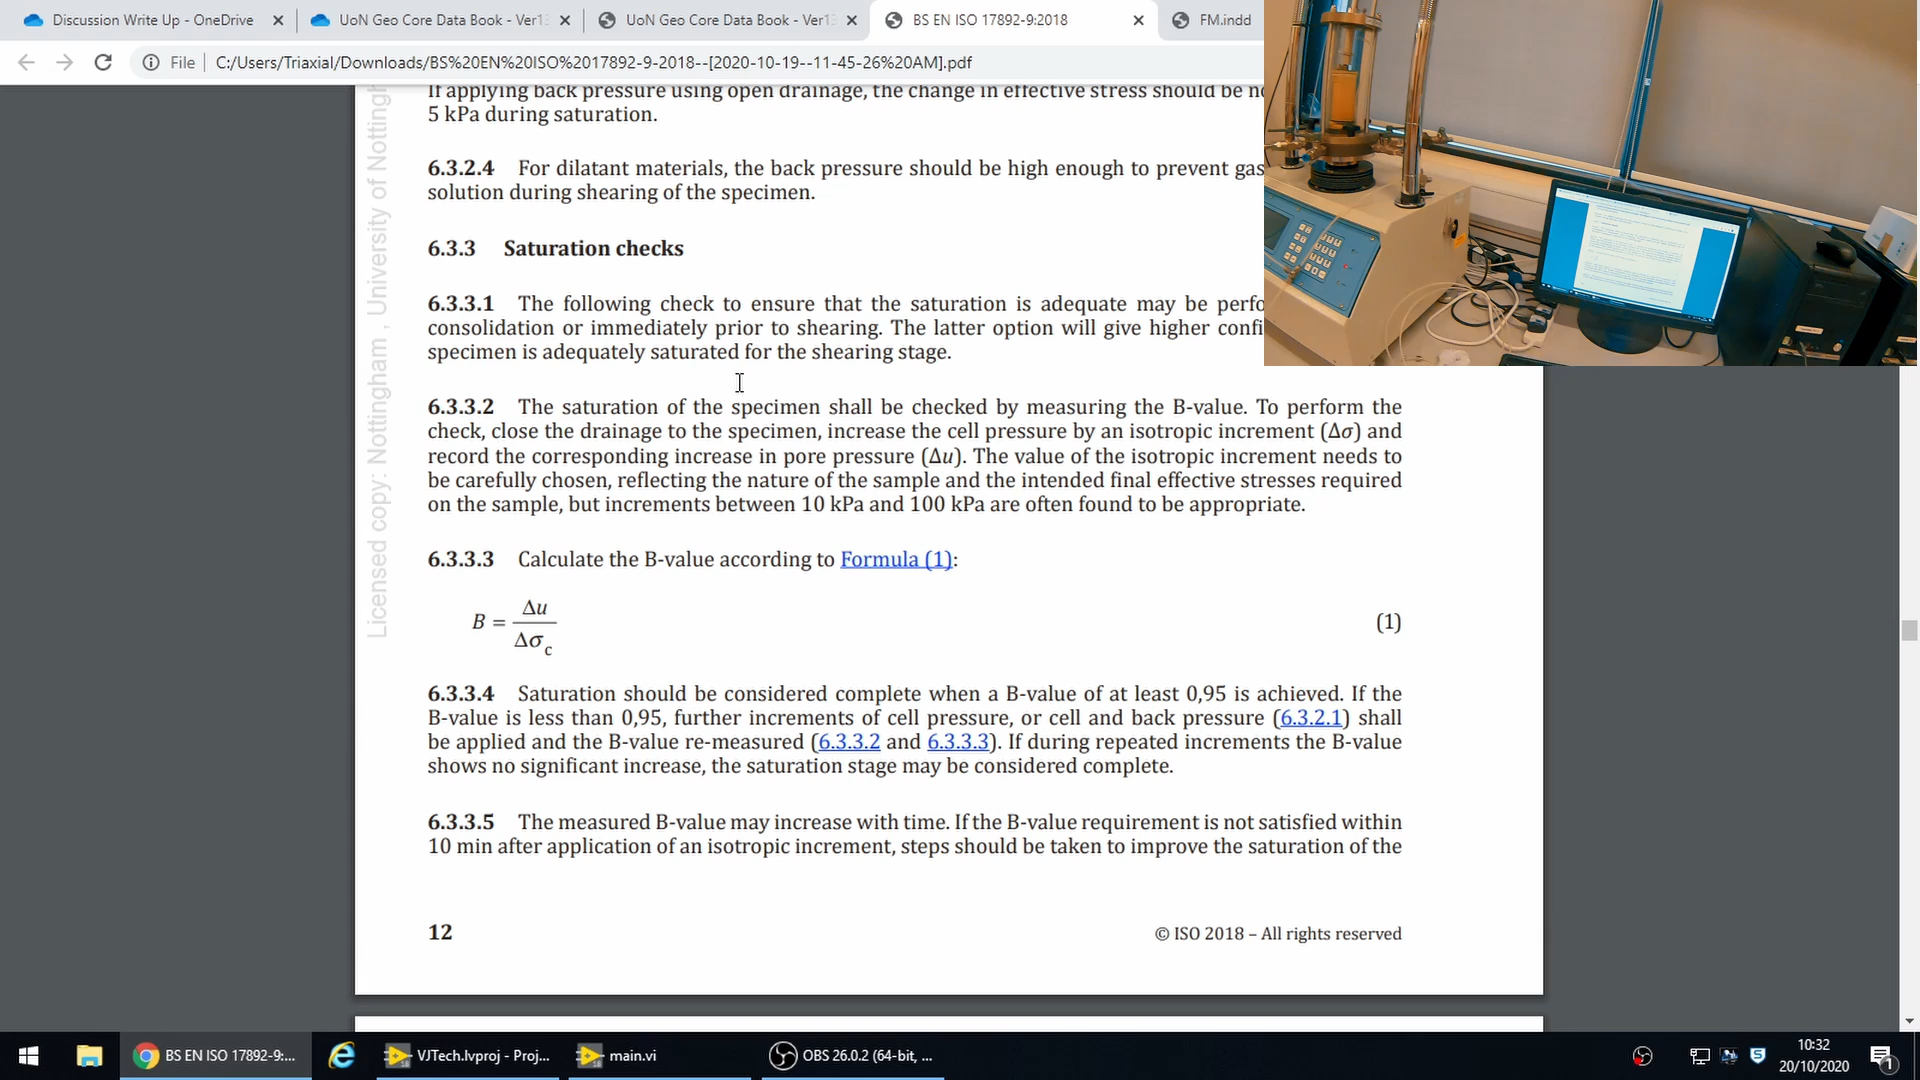 Discussion Write Up - OneDrive
UoN Geo Core Data Book - Ver13
UoN Geo Core Data Book - Ver13
BS EN ISO 17892-9:2018
FM.indd
File
C:/Users/Triaxial/Downloads/BS%20EN%20ISO%2017892-9-2018--[2020-10-19--11-45-26%20AM].pdf
Licensed copy: Nottingham , University of Nottingh
If applying back pressure using open drainage, the change in effective stress should be
5 kPa during saturation.
6.3.2.4 For dilatant materials, the back pressure should be high enough to prevent gas
solution during shearing of the specimen.
6.3.3 Saturation checks
6.3.3.1 The following check to ensure that the saturation is adequate may be perfo
consolidation or immediately prior to shearing. The latter option will give higher confi
specimen is adequately saturated for the shearing stage.
6.3.3.2 The saturation of the specimen shall be checked by measuring the B-value. To perform the
check, close the drainage to the specimen, increase the cell pressure by an isotropic increment (Δσ) and
record the corresponding increase in pore pressure (Δu). The value of the isotropic increment needs to
be carefully chosen, reflecting the nature of the sample and the intended final effective stresses required
on the sample, but increments between 10 kPa and 100 kPa are often found to be appropriate.
6.3.3.3 Calculate the B-value according to Formula (1):
B = Δu / Δσc (1)
6.3.3.4 Saturation should be considered complete when a B-value of at least 0,95 is achieved. If the
B-value is less than 0,95, further increments of cell pressure, or cell and back pressure (6.3.2.1) shall
be applied and the B-value re-measured (6.3.3.2 and 6.3.3.3). If during repeated increments the B-value
shows no significant increase, the saturation stage may be considered complete.
6.3.3.5 The measured B-value may increase with time. If the B-value requirement is not satisfied within
10 min after application of an isotropic increment, steps should be taken to improve the saturation of the
12
© ISO 2018 – All rights reserved
BS EN ISO 17892-9:...
VJTech.lvproj - Proj...
main.vi
OBS 26.0.2 (64-bit, ...
10:32
20/10/2020
1